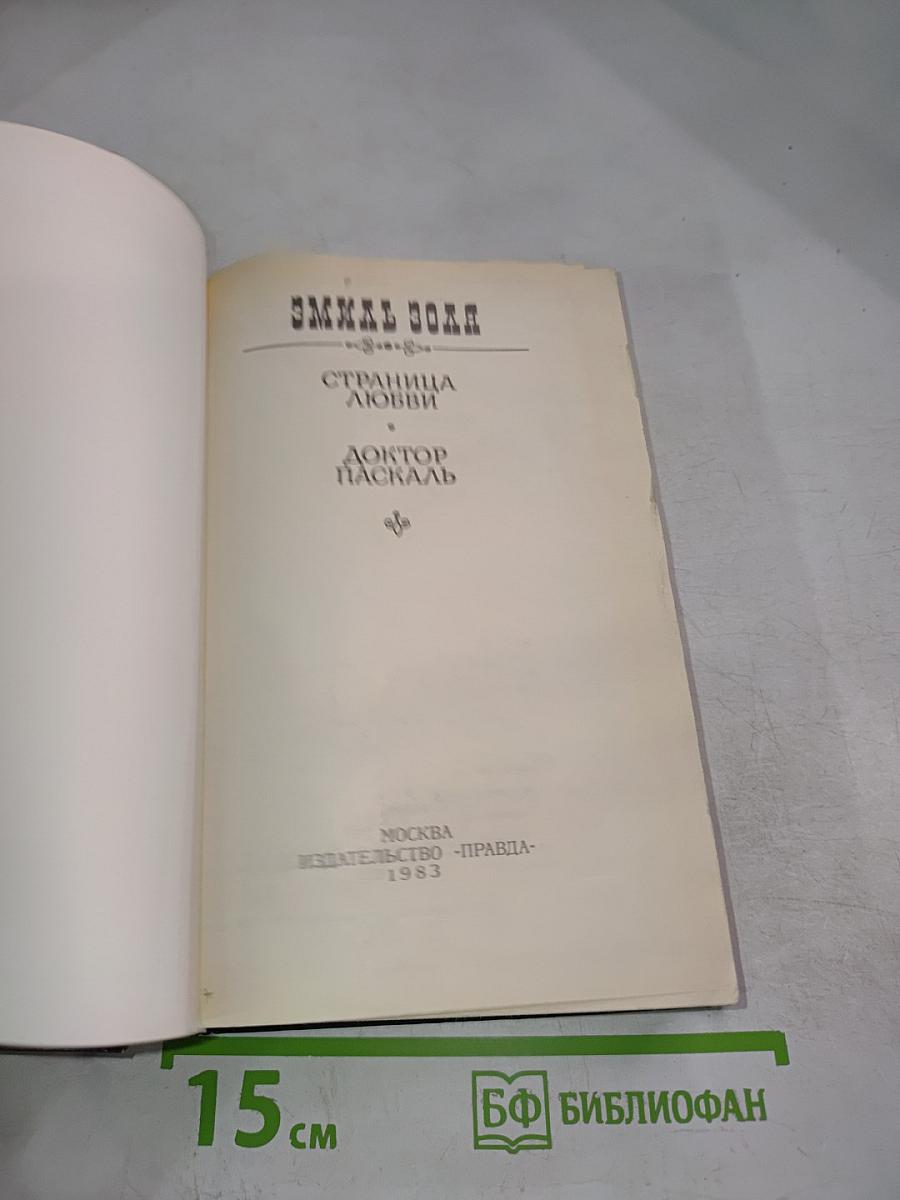 ЭМИЛЬ ЗОЛЯ
СТРАНИЦА
ЛЮБВИ
ДОКТОР
ПАСКАЛЬ
МОСКВА
ИЗДАТЕЛЬСТВО «ПРАВДА»
1983
15 см
БФ БИБЛИОФАН